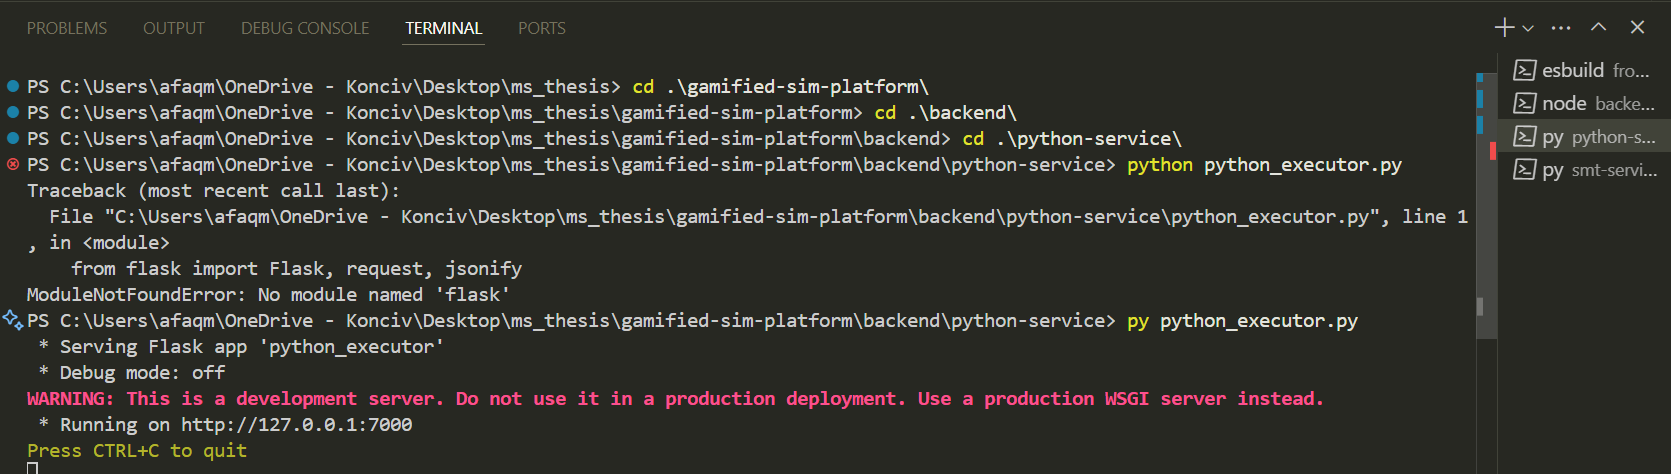 PROBLEMS OUTPUT DEBUG CONSOLE TERMINAL PORTS
PS C:\Users\afaqm\OneDrive - Konciv\Desktop\ms_thesis> cd .\gamified-sim-platform\
PS C:\Users\afaqm\OneDrive - Konciv\Desktop\ms_thesis\gamified-sim-platform> cd .\backend\
PS C:\Users\afaqm\OneDrive - Konciv\Desktop\ms_thesis\gamified-sim-platform\backend> cd .\python-service\
PS C:\Users\afaqm\OneDrive - Konciv\Desktop\ms_thesis\gamified-sim-platform\backend\python-service> python python_executor.py
Traceback (most recent call last):
  File "C:\Users\afaqm\OneDrive - Konciv\Desktop\ms_thesis\gamified-sim-platform\backend\python-service\python_executor.py", line 1
, in <module>
    from flask import Flask, request, jsonify
ModuleNotFoundError: No module named 'flask'
PS C:\Users\afaqm\OneDrive - Konciv\Desktop\ms_thesis\gamified-sim-platform\backend\python-service> py python_executor.py
 * Serving Flask app 'python_executor'
 * Debug mode: off
WARNING: This is a development server. Do not use it in a production deployment. Use a production WSGI server instead.
 * Running on http://127.0.0.1:7000
Press CTRL+C to quit
esbuild fro...
node backe...
py python-s...
py smt-servi...